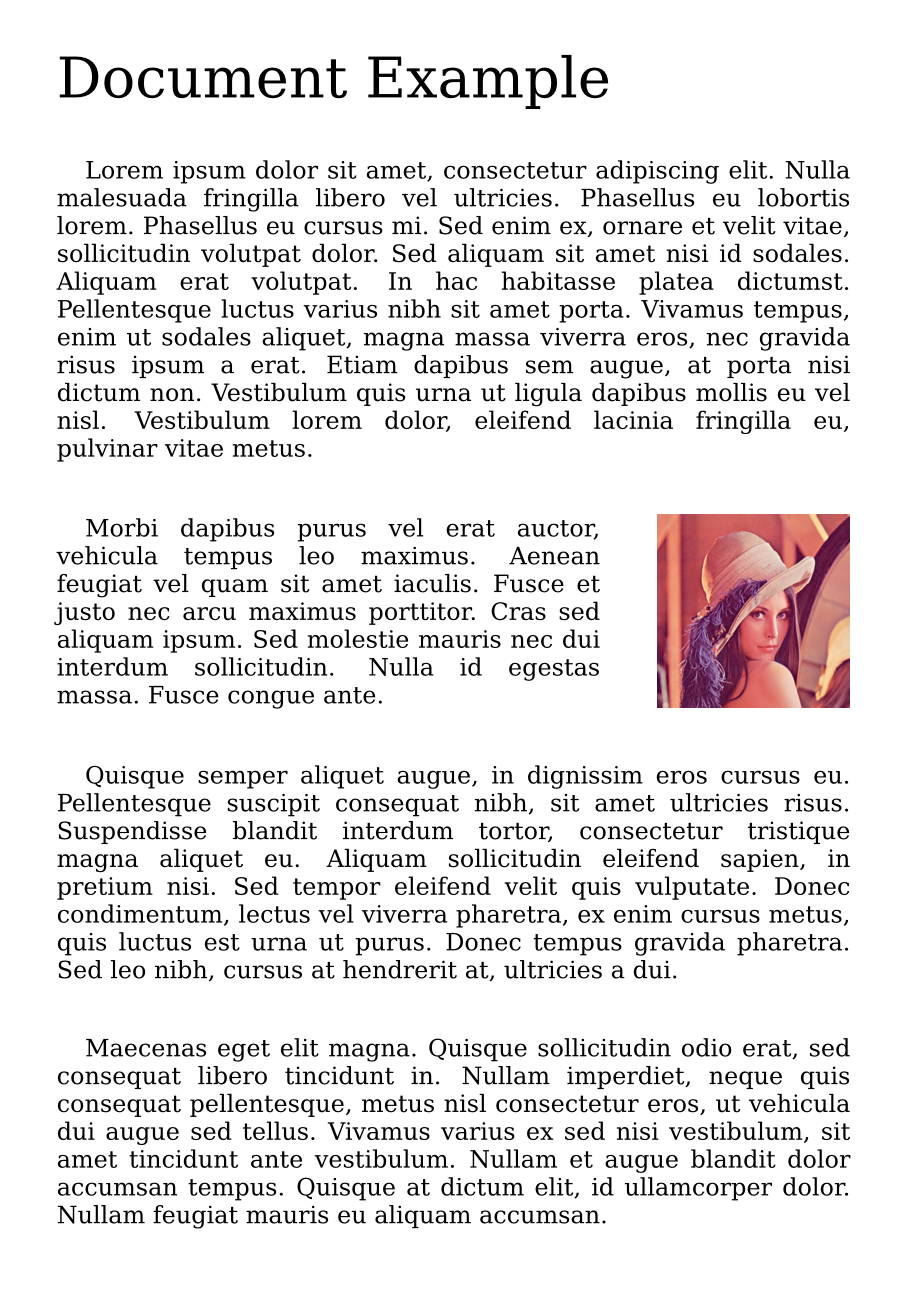 Document Example
Lorem ipsum dolor sit amet, consectetur adipiscing elit. Nulla
malesuada fringilla libero vel ultricies. Phasellus eu lobortis
lorem. Phasellus eu cursus mi. Sed enim ex, ornare et velit vitae,
sollicitudin volutpat dolor. Sed aliquam sit amet nisi id sodales.
Aliquam erat volutpat. In hac habitasse platea dictumst.
Pellentesque luctus varius nibh sit amet porta. Vivamus tempus,
enim ut sodales aliquet, magna massa viverra eros, nec gravida
risus ipsum a erat. Etiam dapibus sem augue, at porta nisi
dictum non. Vestibulum quis urna ut ligula dapibus mollis eu vel
nisl. Vestibulum lorem dolor, eleifend lacinia fringilla eu,
pulvinar vitae metus.
Morbi dapibus purus vel erat auctor,
vehicula tempus leo maximus. Aenean
feugiat vel quam sit amet iaculis. Fusce et
justo nec arcu maximus porttitor. Cras sed
aliquam ipsum. Sed molestie mauris nec dui
interdum sollicitudin. Nulla id egestas
massa. Fusce congue ante.
Quisque semper aliquet augue, in dignissim eros cursus eu.
Pellentesque suscipit consequat nibh, sit amet ultricies risus.
Suspendisse blandit interdum tortor, consectetur tristique
magna aliquet eu. Aliquam sollicitudin eleifend sapien, in
pretium nisi. Sed tempor eleifend velit quis vulputate. Donec
condimentum, lectus vel viverra pharetra, ex enim cursus metus,
quis luctus est urna ut purus. Donec tempus gravida pharetra.
Sed leo nibh, cursus at hendrerit at, ultricies a dui.
Maecenas eget elit magna. Quisque sollicitudin odio erat, sed
consequat libero tincidunt in. Nullam imperdiet, neque quis
consequat pellentesque, metus nisl consectetur eros, ut vehicula
dui augue sed tellus. Vivamus varius ex sed nisi vestibulum, sit
amet tincidunt ante vestibulum. Nullam et augue blandit dolor
accumsan tempus. Quisque at dictum elit, id ullamcorper dolor.
Nullam feugiat mauris eu aliquam accumsan.